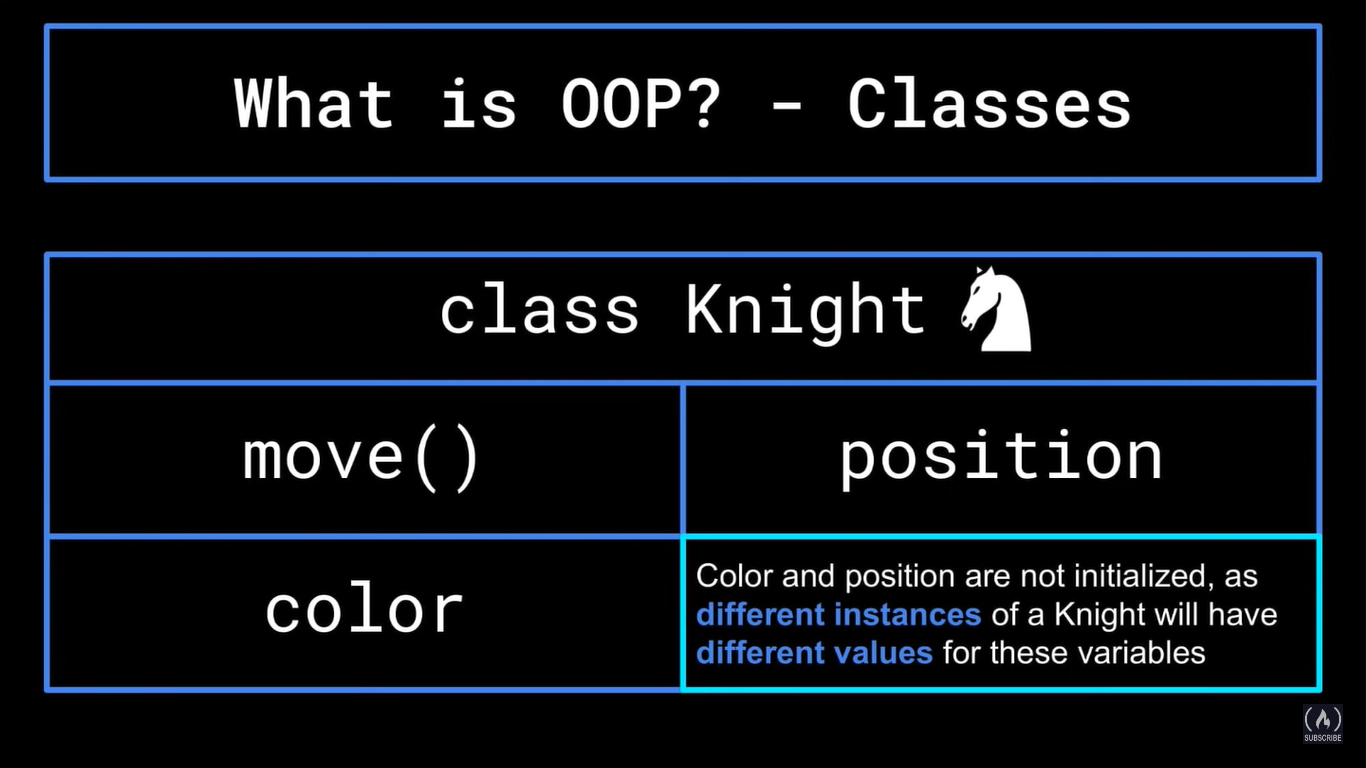 What is OOP? - Classes
class Knight
move()
position
color
Color and position are not initialized, as
different instances of a Knight will have
different values for these variables
SUBSCRIBE